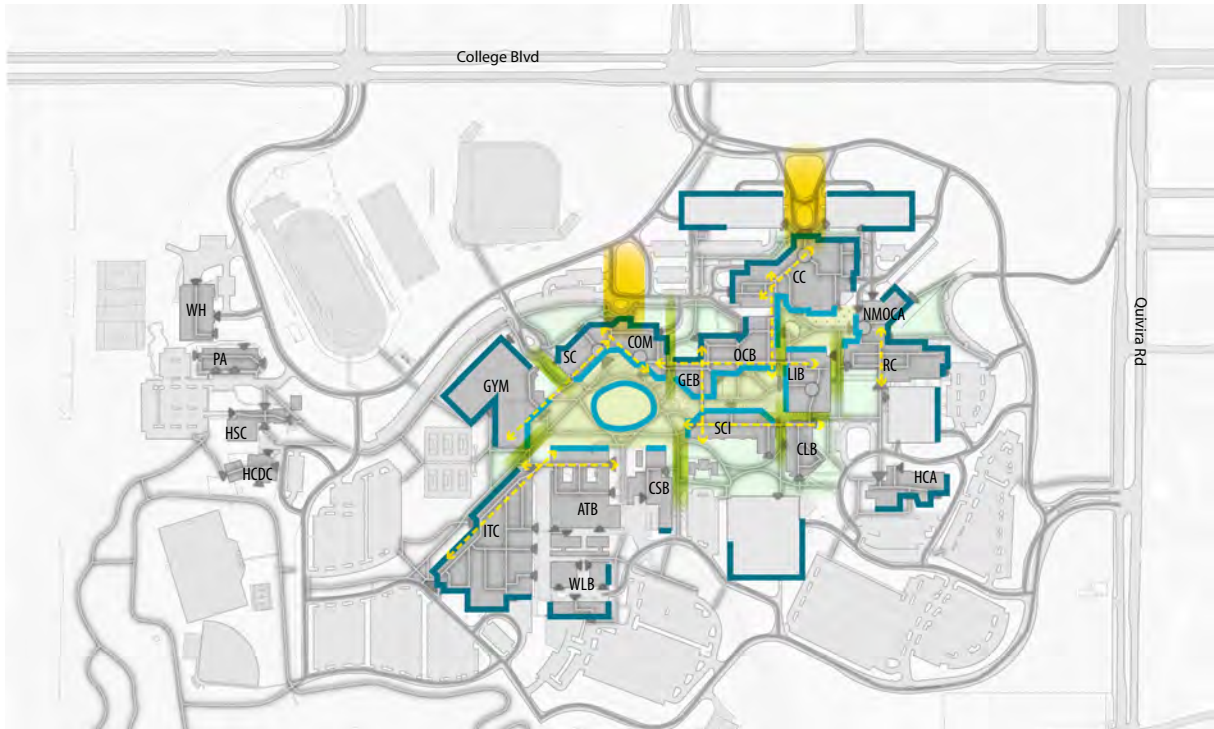 College Blvd
Quivira Rd
CC
NMOCA
WH
COM
SC
OCB
PA
RC
GEB
LIB
GYM
SCI
HSC
CLB
HCDC
HCA
CSB
ATB
ITC
WLB